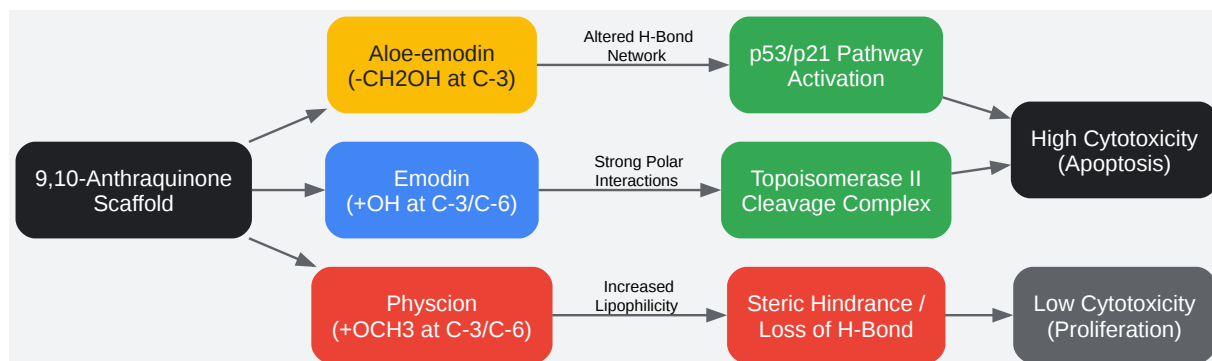 9,10-Anthraquinone
Scaffold
Aloe-emodin
(-CH2OH at C-3)
Altered H-Bond
Network
p53/p21 Pathway
Activation
Emodin
(+OH at C-3/C-6)
Strong Polar
Interactions
Topoisomerase II
Cleavage Complex
High Cytotoxicity
(Apoptosis)
Physcion
(+OCH3 at C-3/C-6)
Increased
Lipophilicity
Steric Hindrance /
Loss of H-Bond
Low Cytotoxicity
(Proliferation)